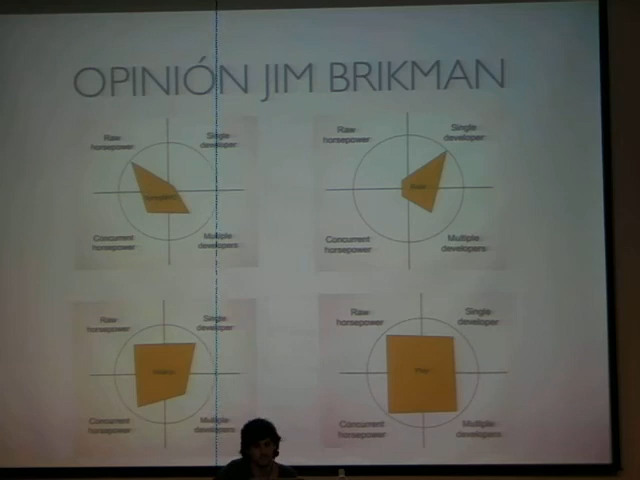 OPINIÓN JIM BRIKMAN
Raw
horsepower
Single
developer
Concurrent
horsepower
Multiple
developers
Raw
horsepower
Single
developer
Concurrent
horsepower
Multiple
developers
Raw
horsepower
Single
developer
Concurrent
horsepower
Multiple
developers
Raw
horsepower
Single
developer
Play
Concurrent
horsepower
Multiple
developers